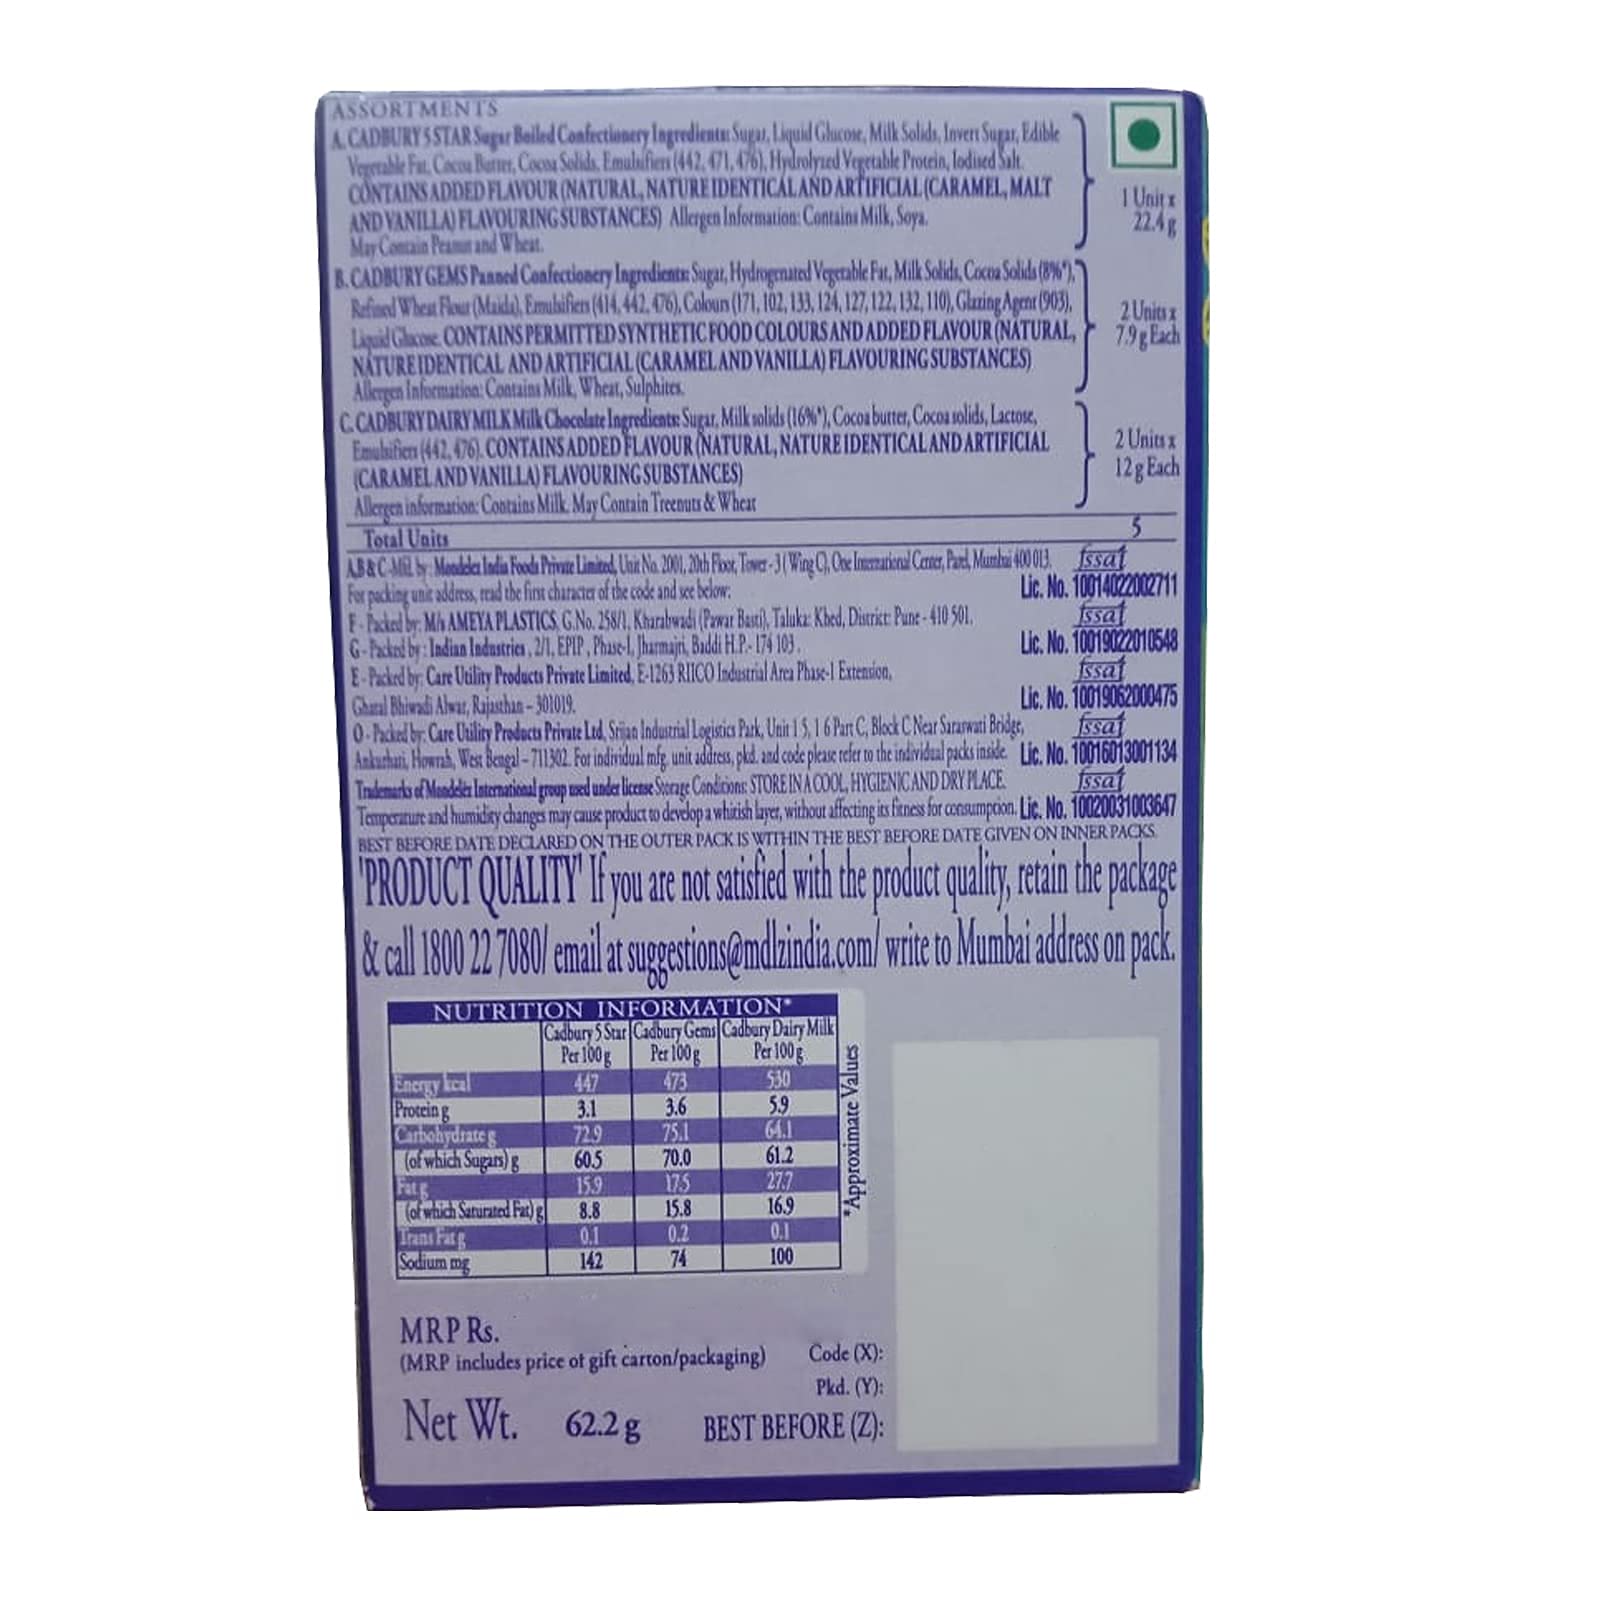 ASSORTMENTS
A. CADBURY 5 STAR Sugar Boiled Confectionery Ingredients: Sugar, Liquid Glucose, Milk Solids, Invert Sugar, Edible
Vegetable Fat, Cocoa Butter, Cocoa Solids, Emulsifiers (442, 471, 476), Hydrolyzed Vegetable Protein, Iodised Salt.
CONTAINS ADDED FLAVOUR (NATURAL, NATURE IDENTICAL AND ARTIFICIAL (CARAMEL, MALT
AND VANILLA) FLAVOURING SUBSTANCES) Allergen Information: Contains Milk, Soya.
May Contain Peanut and Wheat.
1 Unit x
22.4 g
B. CADBURY GEMS Panned Confectionery Ingredients: Sugar, Hydrogenated Vegetable Fat, Milk Solids, Cocoa Solids (8%*),
Refined Wheat Flour (Maida), Emulsifiers (414, 442, 476), Colours (171, 102, 133, 124, 127, 122, 132, 110), Glazing Agent (903),
Liquid Glucose. CONTAINS PERMITTED SYNTHETIC FOOD COLOURS AND ADDED FLAVOUR (NATURAL,
NATURE IDENTICAL AND ARTIFICIAL (CARAMEL AND VANILLA) FLAVOURING SUBSTANCES)
Allergen Information: Contains Milk, Wheat, Sulphites.
2 Units x
7.9 g Each
C. CADBURY DAIRY MILK Milk Chocolate Ingredients: Sugar, Milk solids (16%*), Cocoa butter, Cocoa solids, Lactose,
Emulsifiers (442, 476). CONTAINS ADDED FLAVOUR (NATURAL, NATURE IDENTICAL AND ARTIFICIAL
(CARAMEL AND VANILLA) FLAVOURING SUBSTANCES)
Allergen information: Contains Milk. May Contain Treenuts & Wheat
2 Units x
12 g Each
Total Units 5
A,B & C-Mfd. by: Mondelez India Foods Private Limited, Unit No. 2001, 20th Floor, Tower - 3 ( Wing C), One International Center, Parel, Mumbai 400 013. fssai
For packing unit address, read the first character of the code and see below: Lic. No. 10014022002711
F - Packed by: M/s AMEYA PLASTICS, G.No. 258/1, Kharabwadi (Pawar Basti), Taluka: Khed, District: Pune - 410 501. fssai
G - Packed by : Indian Industries , 2/1, EPIP , Phase-1, Jharmajri, Baddi H.P.- 174 103 . Lic. No. 10019022010548
E - Packed by: Care Utility Products Private Limited, E-1263 RIICO Industrial Area Phase-1 Extension, fssai
Ghatal Bhiwadi Alwar, Rajasthan – 301019. Lic. No. 10019062000475
O - Packed by: Care Utility Products Private Ltd, Srijan Industrial Logistics Park, Unit 1 5, 1 6 Part C, Block C Near Saraswati Bridge, fssai
Ankurhati, Howrah, West Bengal – 711302. For individual mfg. unit address, pkd. and code please refer to the individual packs inside. Lic. No. 10016013001134
Trademarks of Mondelēz International group used under license Storage Conditions: STORE IN A COOL, HYGIENIC AND DRY PLACE. fssai
Temperature and humidity changes may cause product to develop a whitish layer, without affecting its fitness for consumption. Lic. No. 10020031003647
BEST BEFORE DATE DECLARED ON THE OUTER PACK IS WITHIN THE BEST BEFORE DATE GIVEN ON INNER PACKS.
'PRODUCT QUALITY' If you are not satisfied with the product quality, retain the package
& call 1800 22 7080/ email at suggestions@mdlzindia.com/ write to Mumbai address on pack.
NUTRITION INFORMATION*
Cadbury 5 Star Cadbury Gems Cadbury Dairy Milk
Per 100 g Per 100 g Per 100 g
Energy kcal 447 473 530
Protein g 3.1 3.6 5.9
Carbohydrate g 72.9 75.1 64.1
(of which Sugars) g 60.5 70.0 61.2
Fat g 15.9 17.5 27.7
(of which Saturated Fat) g 8.8 15.8 16.9
Trans Fat g 0.1 0.2 0.1
Sodium mg 142 74 100
*Approximate Values
MRP Rs.
(MRP includes price of gift carton/packaging)
Code (X):
Pkd. (Y):
Net Wt. 62.2 g
BEST BEFORE (Z):